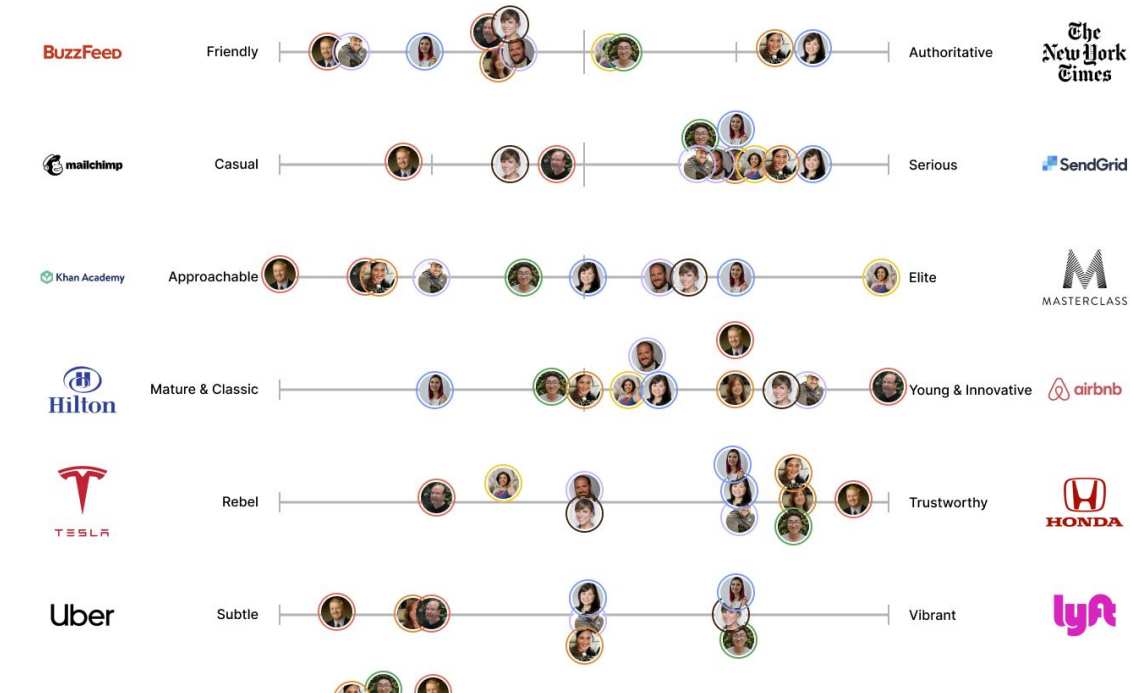 BuzzFeed Friendly Authoritative The
New York
Times
mailchimp Casual Serious SendGrid
Khan Academy Approachable Elite M
MASTERCLASS
Hilton Mature & Classic Young & Innovative airbnb
TESLA Rebel Trustworthy H
HONDA
Uber Subtle Vibrant lyft